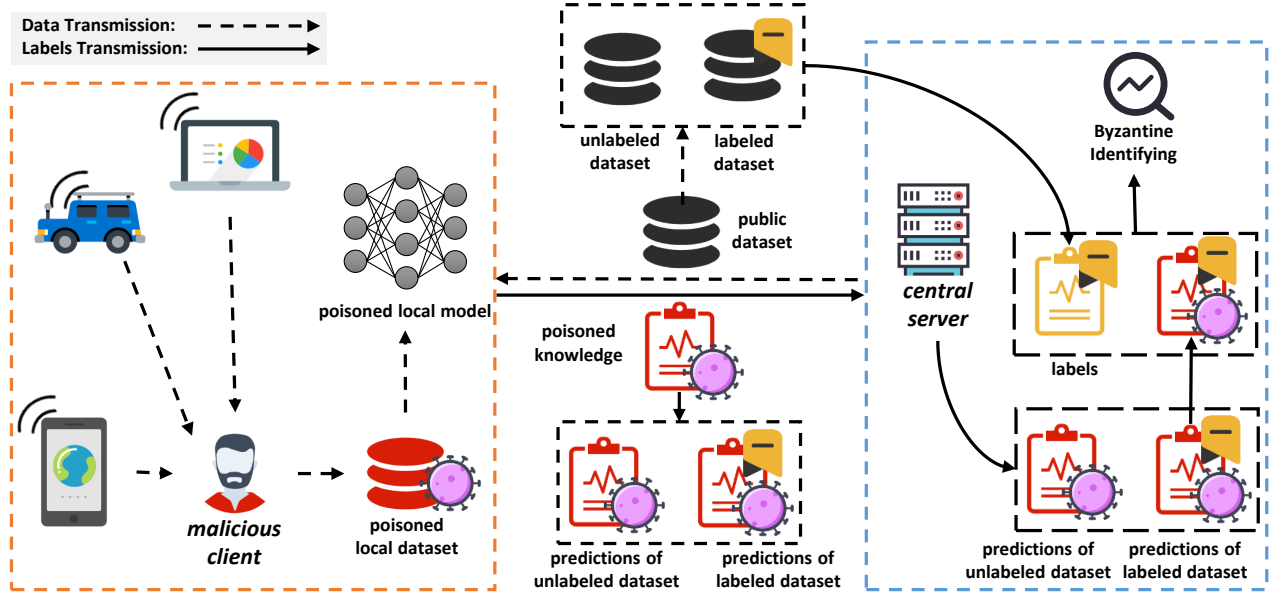 Data Transmission:
Labels Transmission:
unlabeled
dataset
labeled
dataset
Byzantine
Identifying
public
dataset
poisoned local model
central
server
poisoned
knowledge
labels
malicious
client
poisoned
local dataset
predictions of
unlabeled dataset
predictions of
labeled dataset
predictions of
unlabeled dataset
predictions of
labeled dataset